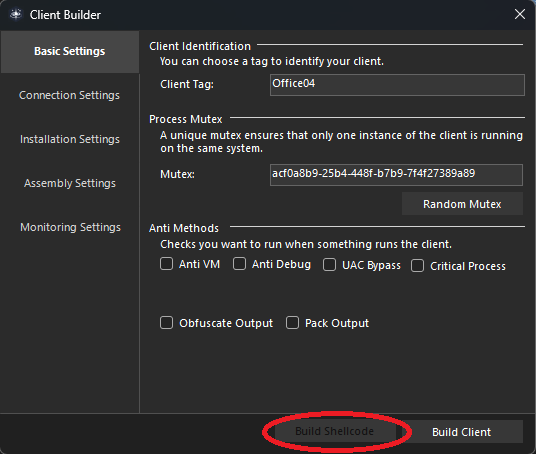 Client Builder
Basic Settings
Connection Settings
Installation Settings
Assembly Settings
Monitoring Settings
Client Identification
You can choose a tag to identify your client.
Client Tag:
Office04
Process Mutex
A unique mutex ensures that only one instance of the client is running
on the same system.
Mutex:
acf0a8b9-25b4-448f-b7b9-7f4f27389a89
Random Mutex
Anti Methods
Checks you want to run when something runs the client.
Anti VM
Anti Debug
UAC Bypass
Critical Process
Obfuscate Output
Pack Output
Build Shellcode
Build Client